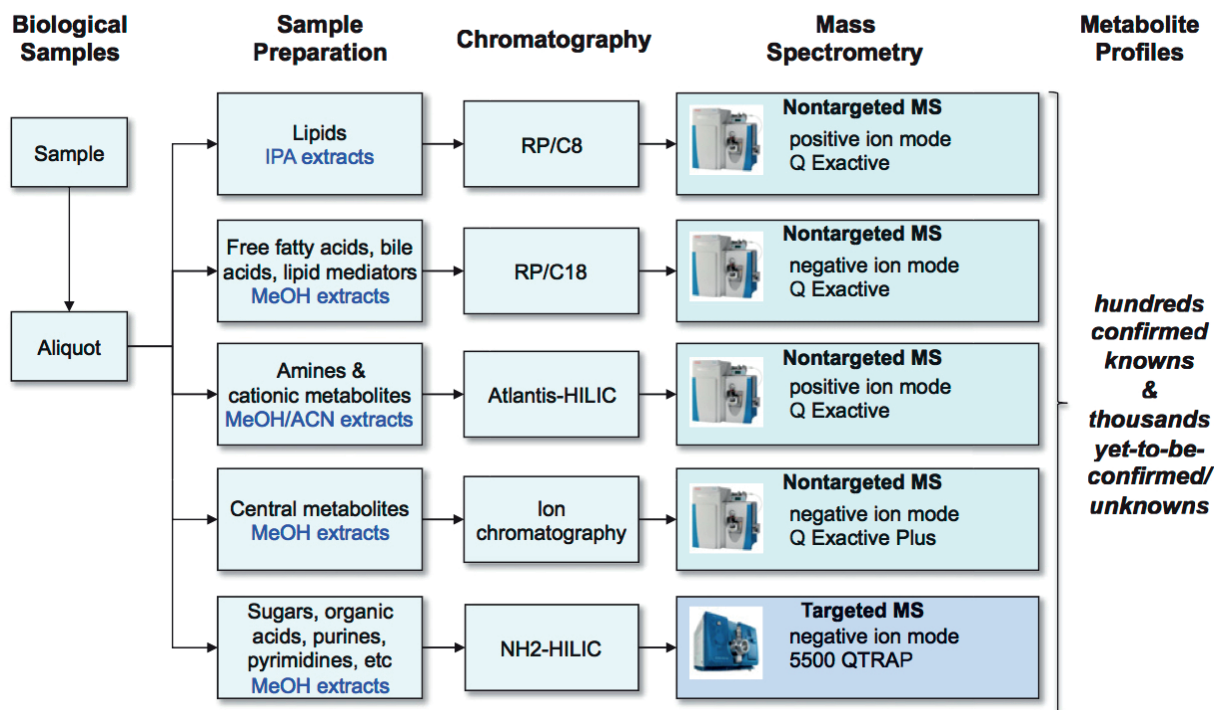 Biological
Samples
Sample
Preparation
Chromatography
Mass
Spectrometry
Metabolite
Profiles
Sample
Aliquot
Lipids
IPA extracts
RP/C8
Nontargeted MS
positive ion mode
Q Exactive
Free fatty acids, bile
acids, lipid mediators
MeOH extracts
RP/C18
Nontargeted MS
negative ion mode
Q Exactive
Amines &
cationic metabolites
MeOH/ACN extracts
Atlantis-HILIC
Nontargeted MS
positive ion mode
Q Exactive
Central metabolites
MeOH extracts
Ion
chromatography
Nontargeted MS
negative ion mode
Q Exactive Plus
Sugars, organic
acids, purines,
pyrimidines, etc
MeOH extracts
NH2-HILIC
Targeted MS
negative ion mode
5500 QTRAP
hundreds
confirmed
knowns
&
thousands
yet-to-be-
confirmed/
unknowns